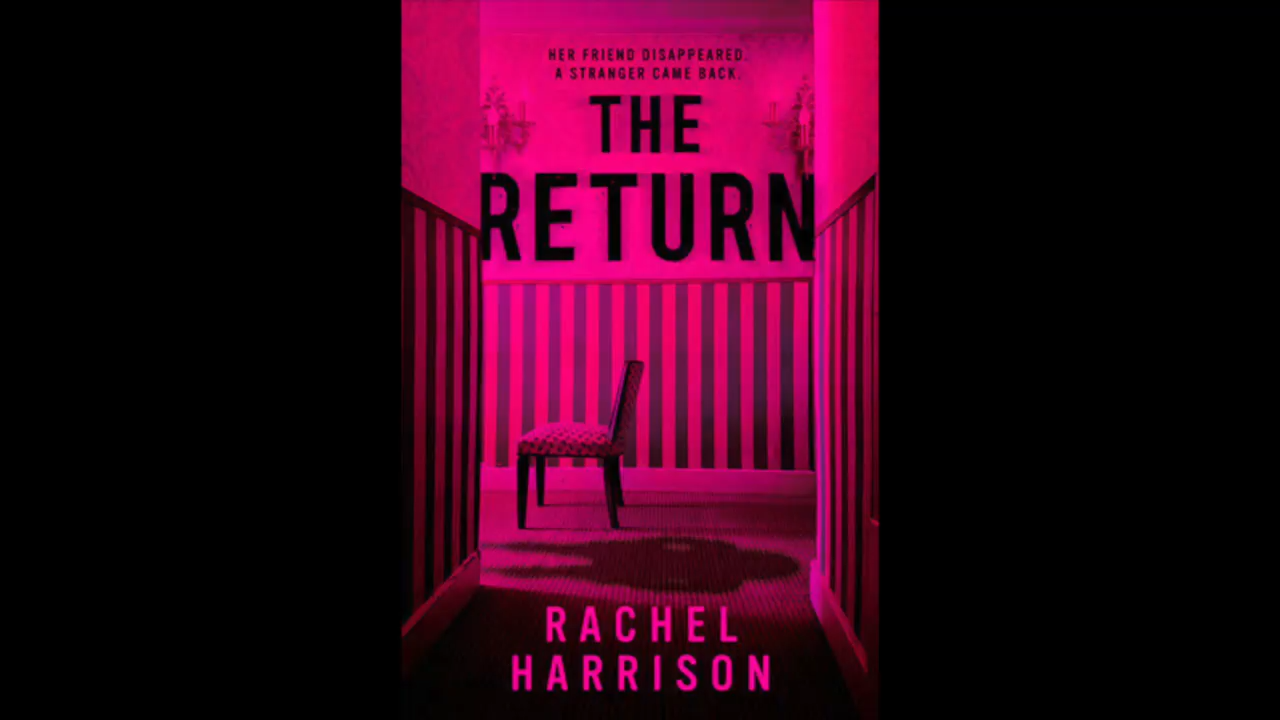 HER FRIEND DISAPPEARED.
A STRANGER CAME BACK.
THE
RETURN
RACHEL
HARRISON